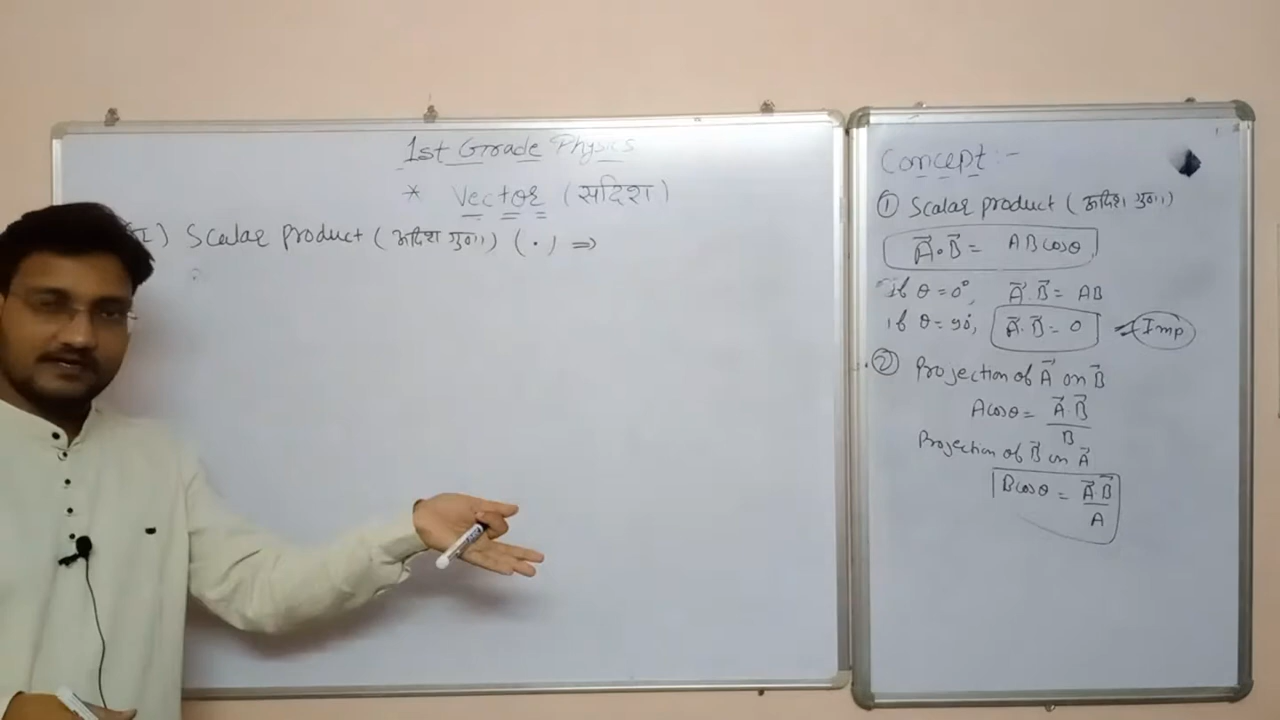 1st Grade Physics
* Vector (सदिश)
I) Scalar Product (अदिश गुणा) (·) ⇒
Concept :-
① Scalar product (अदिश गुणा)
A⃗·B⃗ = AB cosθ
if θ = 0°, A⃗·B⃗ = AB
if θ = 90°, A⃗·B⃗ = 0 ⇐ Imp
② Projection of A⃗ on B⃗
A cosθ = A⃗·B⃗ / B
Projection of B⃗ on A⃗
B cosθ = A⃗·B⃗ / A